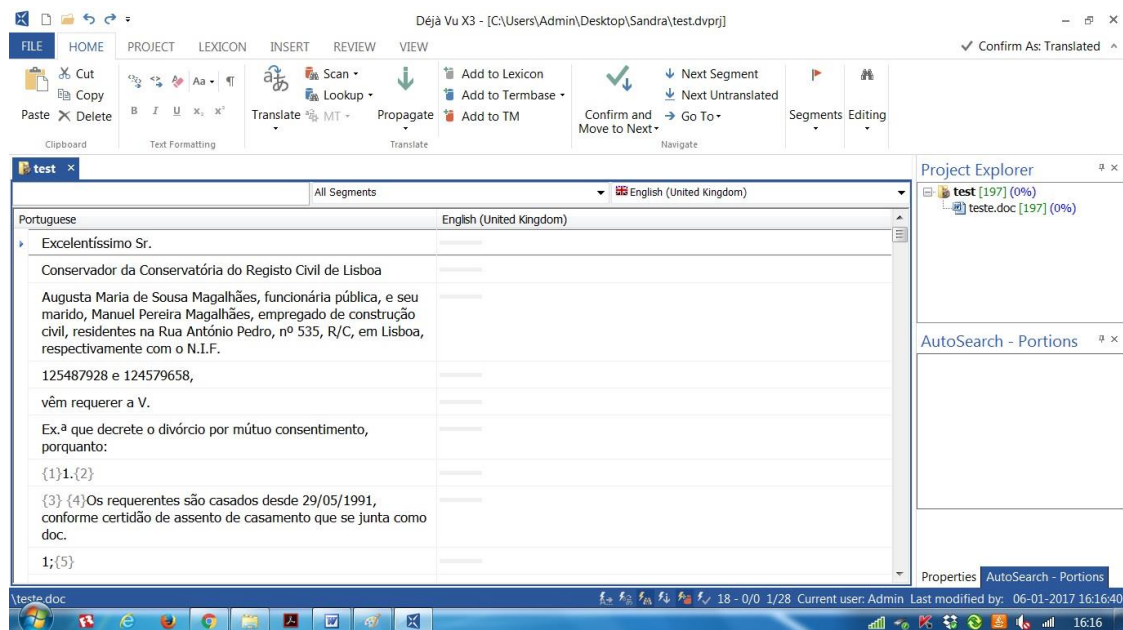 Déjà Vu X3 - [C:\Users\Admin\Desktop\Sandra\test.dvprj]
FILE HOME PROJECT LEXICON INSERT REVIEW VIEW
Confirm As: Translated
Paste
Cut
Copy
Delete
Clipboard
Aa
B I U x₂ x²
Text Formatting
Translate
Scan
Lookup
MT
Propagate
Add to Lexicon
Add to Termbase
Add to TM
Translate
Confirm and
Move to Next
Next Segment
Next Untranslated
Go To
Navigate
Segments
Editing
test ×
All Segments
English (United Kingdom)
Portuguese
English (United Kingdom)
Excelentíssimo Sr.
Conservador da Conservatória do Registo Civil de Lisboa
Augusta Maria de Sousa Magalhães, funcionária pública, e seu
marido, Manuel Pereira Magalhães, empregado de construção
civil, residentes na Rua António Pedro, nº 535, R/C, em Lisboa,
respectivamente com o N.I.F.
125487928 e 124579658,
vêm requerer a V.
Ex.ª que decrete o divórcio por mútuo consentimento,
porquanto:
{1}1.{2}
{3} {4}Os requerentes são casados desde 29/05/1991,
conforme certidão de assento de casamento que se junta como
doc.
1;{5}
Project Explorer
test [197] (0%)
teste.doc [197] (0%)
AutoSearch - Portions
Properties AutoSearch - Portions
\teste.doc
18 - 0/0 1/28 Current user: Admin Last modified by: 06-01-2017 16:16:40
16:16